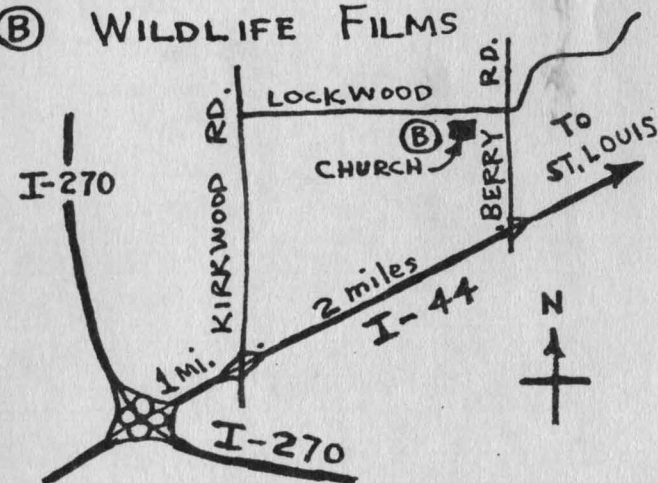 Ⓑ WILDLIFE FILMS
LOCKWOOD
KIRKWOOD RD.
BERRY RD.
I-270
Ⓑ
CHURCH
TO
ST. LOUIS
2 miles
I-44
1 MI.
N
I-270